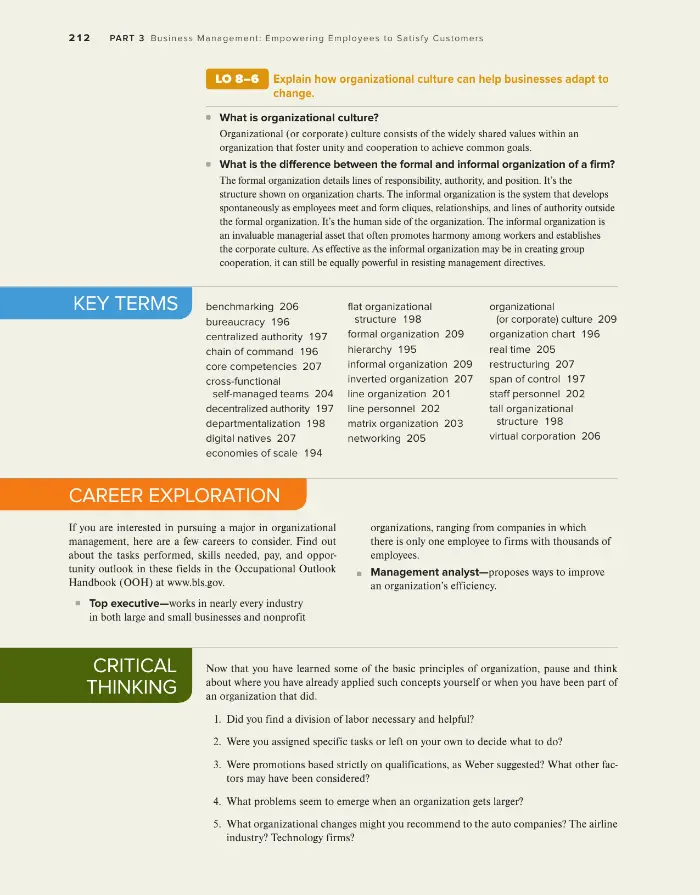 212 PART 3 Business Management: Empowering Employees to Satisfy Customers
LO 8–6 Explain how organizational culture can help businesses adapt to
change.
What is organizational culture?
Organizational (or corporate) culture consists of the widely shared values within an
organization that foster unity and cooperation to achieve common goals.
What is the difference between the formal and informal organization of a firm?
The formal organization details lines of responsibility, authority, and position. It’s the
structure shown on organization charts. The informal organization is the system that develops
spontaneously as employees meet and form cliques, relationships, and lines of authority outside
the formal organization. It’s the human side of the organization. The informal organization is
an invaluable managerial asset that often promotes harmony among workers and establishes
the corporate culture. As effective as the informal organization may be in creating group
cooperation, it can still be equally powerful in resisting management directives.
KEY TERMS
benchmarking 206
bureaucracy 196
centralized authority 197
chain of command 196
core competencies 207
cross-functional
self-managed teams 204
decentralized authority 197
departmentalization 198
digital natives 207
economies of scale 194
flat organizational
structure 198
formal organization 209
hierarchy 195
informal organization 209
inverted organization 207
line organization 201
line personnel 202
matrix organization 203
networking 205
organizational
(or corporate) culture 209
organization chart 196
real time 205
restructuring 207
span of control 197
staff personnel 202
tall organizational
structure 198
virtual corporation 206
CAREER EXPLORATION
If you are interested in pursuing a major in organizational
management, here are a few careers to consider. Find out
about the tasks performed, skills needed, pay, and oppor-
tunity outlook in these fields in the Occupational Outlook
Handbook (OOH) at www.bls.gov.
Top executive—works in nearly every industry
in both large and small businesses and nonprofit
organizations, ranging from companies in which
there is only one employee to firms with thousands of
employees.
Management analyst—proposes ways to improve
an organization’s efficiency.
CRITICAL
THINKING
Now that you have learned some of the basic principles of organization, pause and think
about where you have already applied such concepts yourself or when you have been part of
an organization that did.
1. Did you find a division of labor necessary and helpful?
2. Were you assigned specific tasks or left on your own to decide what to do?
3. Were promotions based strictly on qualifications, as Weber suggested? What other fac-
tors may have been considered?
4. What problems seem to emerge when an organization gets larger?
5. What organizational changes might you recommend to the auto companies? The airline
industry? Technology firms?